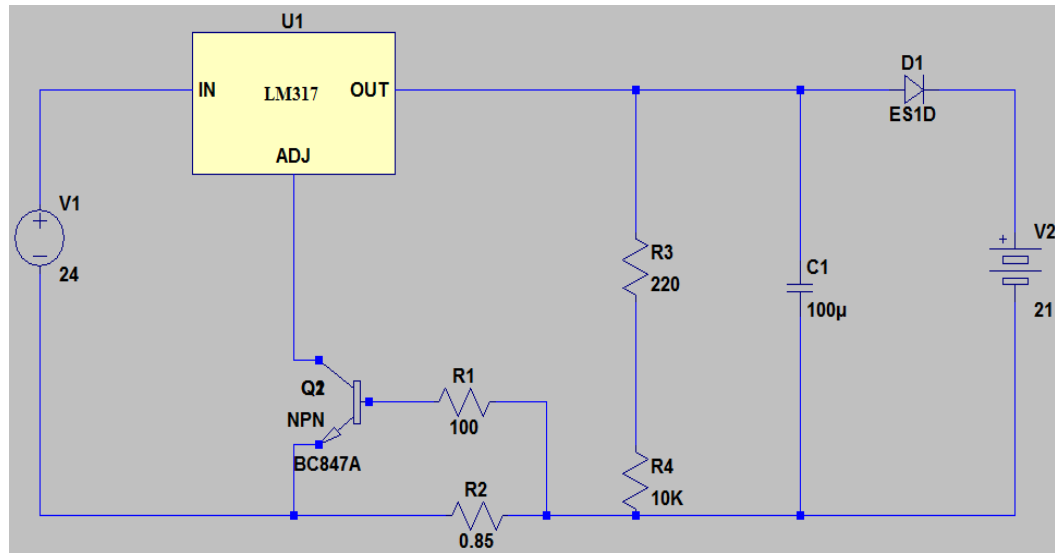 U1
IN
LM317
OUT
ADJ
D1
ES1D
V1
24
R3
220
C1
100µ
V2
21
NPN
BC847A
R1
100
R2
0.85
R4
10K